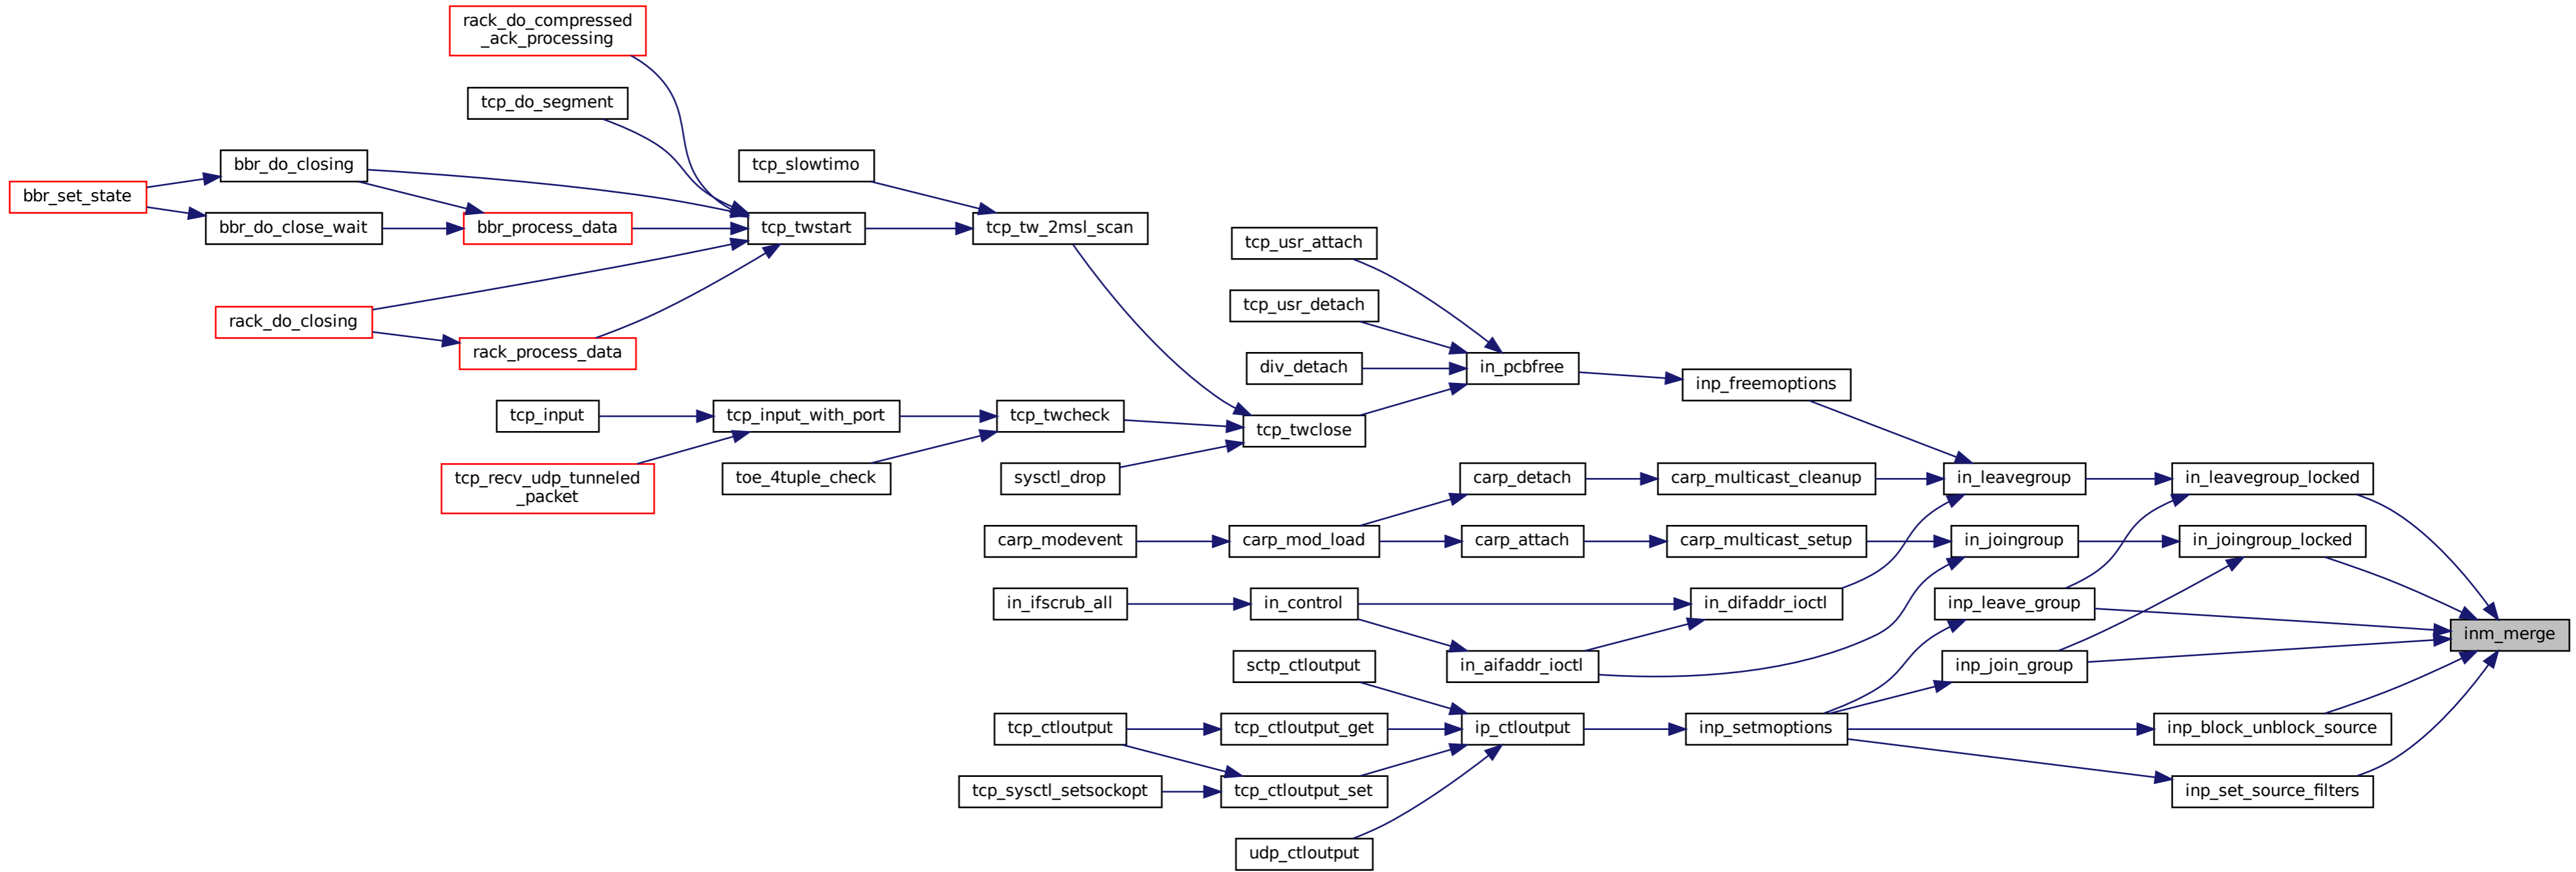 rack_do_compressed
_ack_processing
tcp_do_segment
bbr_do_closing
tcp_slowtimo
bbr_set_state
bbr_do_close_wait
bbr_process_data
tcp_twstart
tcp_tw_2msl_scan
tcp_usr_attach
tcp_usr_detach
rack_do_closing
rack_process_data
div_detach
in_pcbfree
inp_freemoptions
tcp_input
tcp_input_with_port
tcp_twcheck
tcp_twclose
tcp_recv_udp_tunneled
_packet
toe_4tuple_check
sysctl_drop
carp_detach
carp_multicast_cleanup
in_leavegroup
in_leavegroup_locked
carp_modevent
carp_mod_load
carp_attach
carp_multicast_setup
in_joingroup
in_joingroup_locked
in_ifscrub_all
in_control
in_difaddr_ioctl
inp_leave_group
inm_merge
sctp_ctloutput
in_aifaddr_ioctl
inp_join_group
tcp_ctloutput
tcp_ctloutput_get
ip_ctloutput
inp_setmoptions
inp_block_unblock_source
tcp_sysctl_setsockopt
tcp_ctloutput_set
inp_set_source_filters
udp_ctloutput